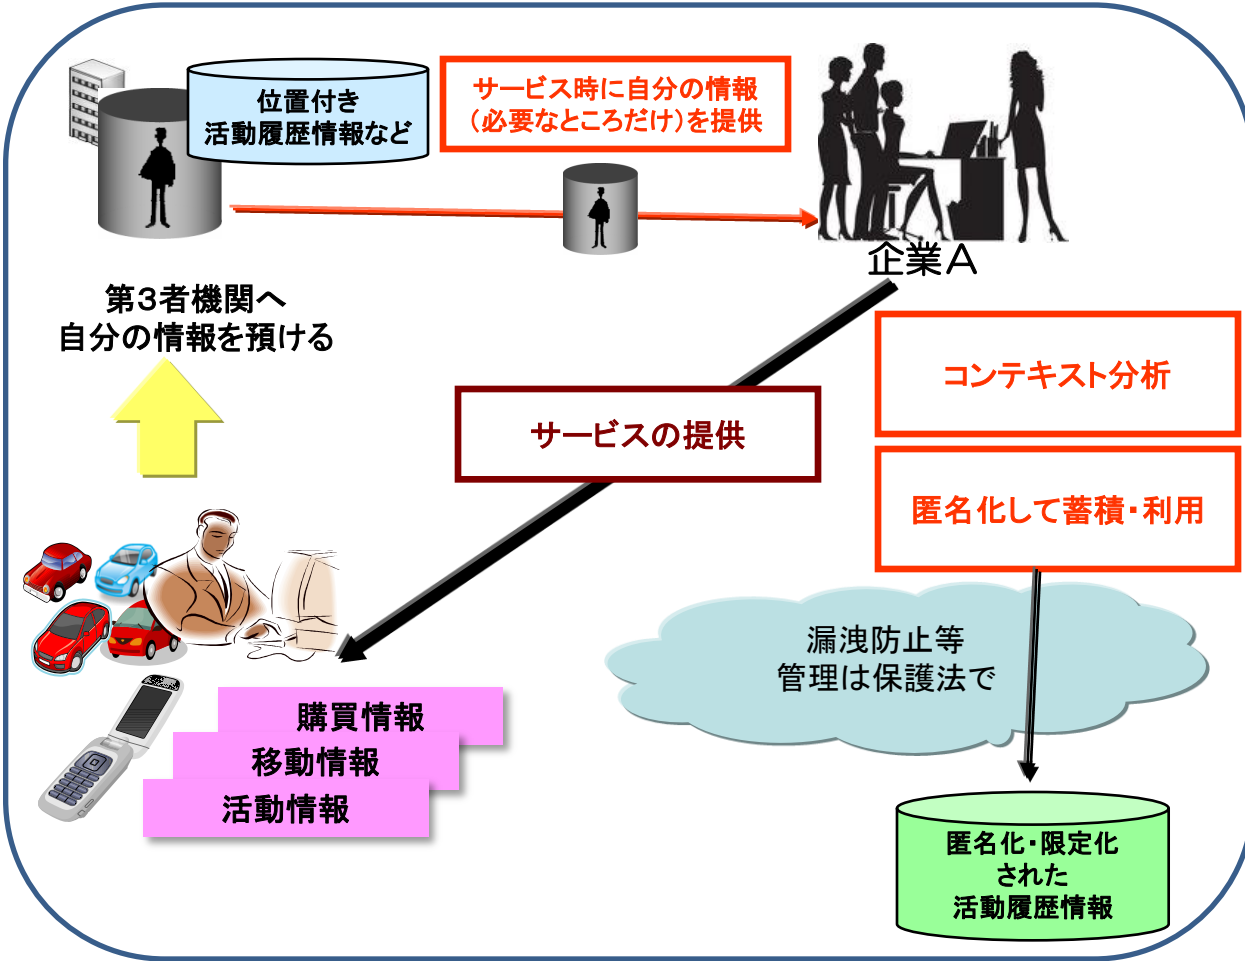 位置付き
活動履歴情報など
サービス時に自分の情報
（必要なところだけ）を提供
企業A
第3者機関へ
自分の情報を預ける
コンテキスト分析
サービスの提供
匿名化して蓄積・利用
漏洩防止等
管理は保護法で
購買情報
移動情報
活動情報
匿名化・限定化
された
活動履歴情報